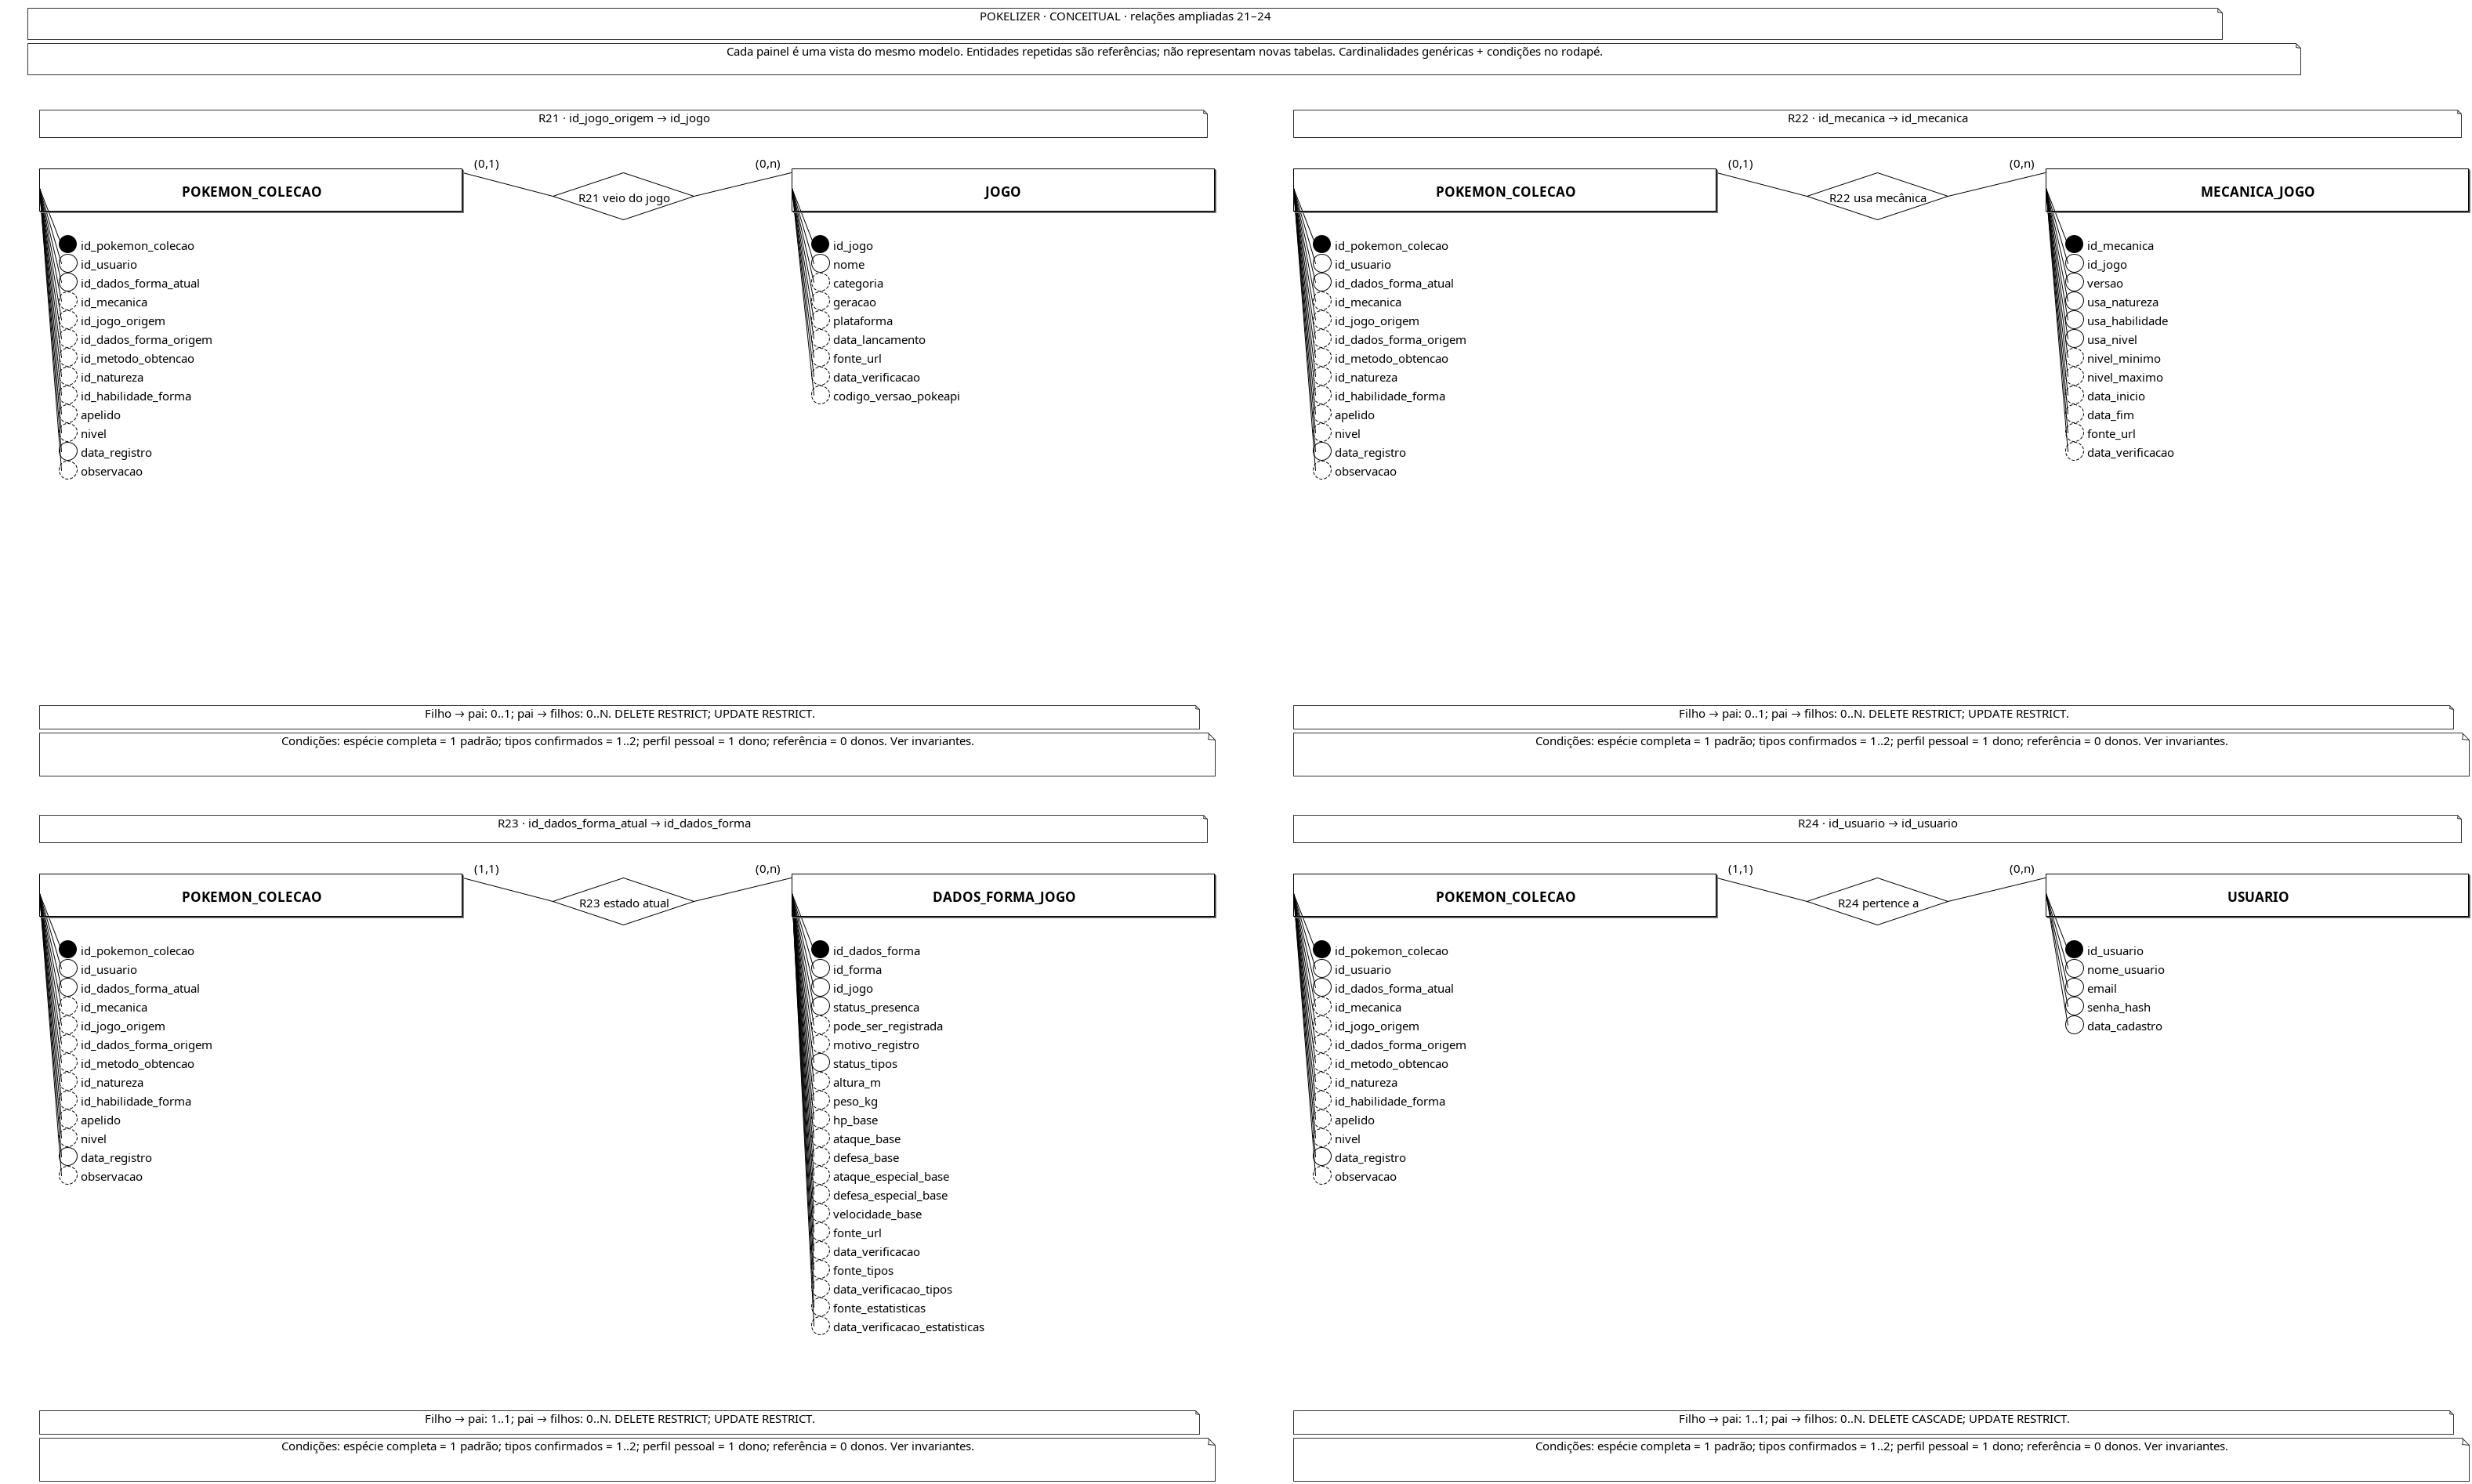 POKELIZER · CONCEITUAL · relações ampliadas 21–24
Cada painel é uma vista do mesmo modelo. Entidades repetidas são referências; não representam novas tabelas. Cardinalidades genéricas + condições no rodapé.
R21 · id_jogo_origem → id_jogo
(0,1)
(0,n)
POKEMON_COLECAO
R21 veio do jogo
JOGO
id_pokemon_colecao
id_usuario
id_dados_forma_atual
id_mecanica
id_jogo_origem
id_dados_forma_origem
id_metodo_obtencao
id_natureza
id_habilidade_forma
apelido
nivel
data_registro
observacao
id_jogo
nome
categoria
geracao
plataforma
data_lancamento
fonte_url
data_verificacao
codigo_versao_pokeapi
Filho → pai: 0..1; pai → filhos: 0..N. DELETE RESTRICT; UPDATE RESTRICT.
Condições: espécie completa = 1 padrão; tipos confirmados = 1..2; perfil pessoal = 1 dono; referência = 0 donos. Ver invariantes.
R22 · id_mecanica → id_mecanica
(0,1)
(0,n)
POKEMON_COLECAO
R22 usa mecânica
MECANICA_JOGO
id_pokemon_colecao
id_usuario
id_dados_forma_atual
id_mecanica
id_jogo_origem
id_dados_forma_origem
id_metodo_obtencao
id_natureza
id_habilidade_forma
apelido
nivel
data_registro
observacao
id_mecanica
id_jogo
versao
usa_natureza
usa_habilidade
usa_nivel
nivel_minimo
nivel_maximo
data_inicio
data_fim
fonte_url
data_verificacao
Filho → pai: 0..1; pai → filhos: 0..N. DELETE RESTRICT; UPDATE RESTRICT.
Condições: espécie completa = 1 padrão; tipos confirmados = 1..2; perfil pessoal = 1 dono; referência = 0 donos. Ver invariantes.
R23 · id_dados_forma_atual → id_dados_forma
(1,1)
(0,n)
POKEMON_COLECAO
R23 estado atual
DADOS_FORMA_JOGO
id_pokemon_colecao
id_usuario
id_dados_forma_atual
id_mecanica
id_jogo_origem
id_dados_forma_origem
id_metodo_obtencao
id_natureza
id_habilidade_forma
apelido
nivel
data_registro
observacao
id_dados_forma
id_forma
id_jogo
status_presenca
pode_ser_registrada
motivo_registro
status_tipos
altura_m
peso_kg
hp_base
ataque_base
defesa_base
ataque_especial_base
defesa_especial_base
velocidade_base
fonte_url
data_verificacao
fonte_tipos
data_verificacao_tipos
fonte_estatisticas
data_verificacao_estatisticas
Filho → pai: 1..1; pai → filhos: 0..N. DELETE RESTRICT; UPDATE RESTRICT.
Condições: espécie completa = 1 padrão; tipos confirmados = 1..2; perfil pessoal = 1 dono; referência = 0 donos. Ver invariantes.
R24 · id_usuario → id_usuario
(1,1)
(0,n)
POKEMON_COLECAO
R24 pertence a
USUARIO
id_pokemon_colecao
id_usuario
id_dados_forma_atual
id_mecanica
id_jogo_origem
id_dados_forma_origem
id_metodo_obtencao
id_natureza
id_habilidade_forma
apelido
nivel
data_registro
observacao
id_usuario
nome_usuario
email
senha_hash
data_cadastro
Filho → pai: 1..1; pai → filhos: 0..N. DELETE CASCADE; UPDATE RESTRICT.
Condições: espécie completa = 1 padrão; tipos confirmados = 1..2; perfil pessoal = 1 dono; referência = 0 donos. Ver invariantes.